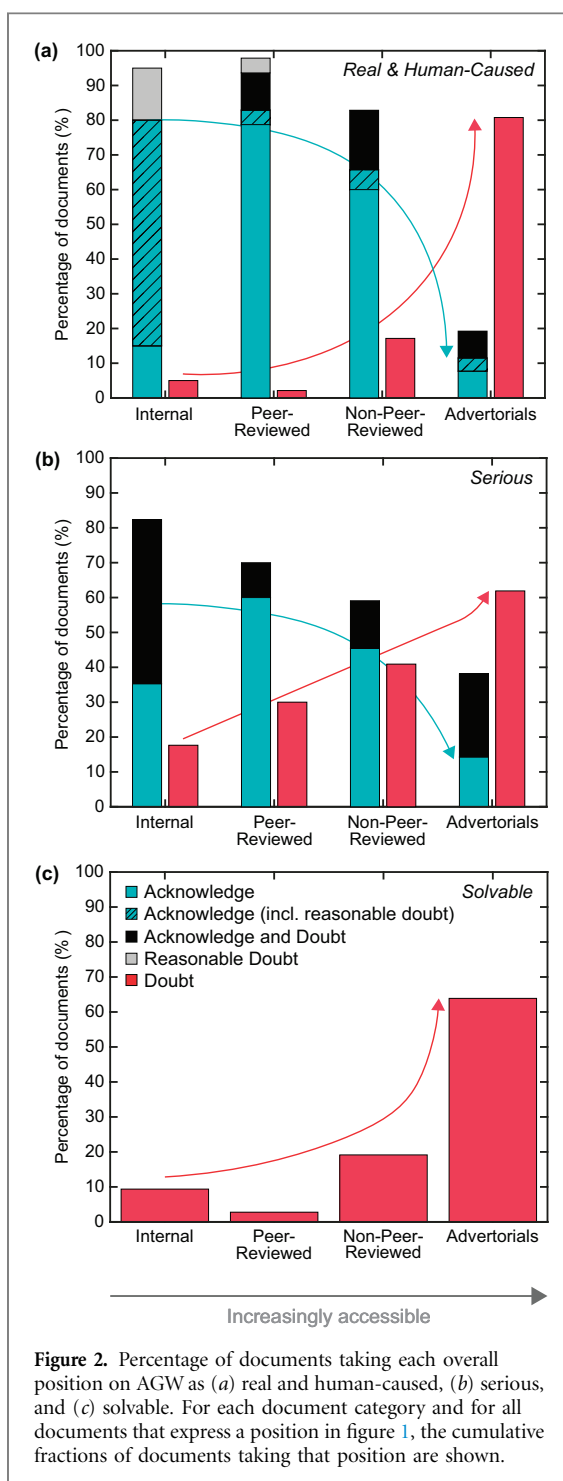 (a)
Real & Human-Caused
100
90
80
70
60
50
40
30
20
10
0
Percentage of documents (%)
Internal
Peer-
Reviewed
Non-Peer-
Reviewed
Advertorials
(b)
Serious
100
90
80
70
60
50
40
30
20
10
0
Percentage of documents (%)
Internal
Peer-
Reviewed
Non-Peer-
Reviewed
Advertorials
(c)
Solvable
100
90
80
70
60
50
40
30
20
10
0
Percentage of documents (%)
Acknowledge
Acknowledge (incl. reasonable doubt)
Acknowledge and Doubt
Reasonable Doubt
Doubt
Internal
Peer-
Reviewed
Non-Peer-
Reviewed
Advertorials
Increasingly accessible
Figure 2. Percentage of documents taking each overall
position on AGW as (a) real and human-caused, (b) serious,
and (c) solvable. For each document category and for all
documents that express a position in figure 1, the cumulative
fractions of documents taking that position are shown.